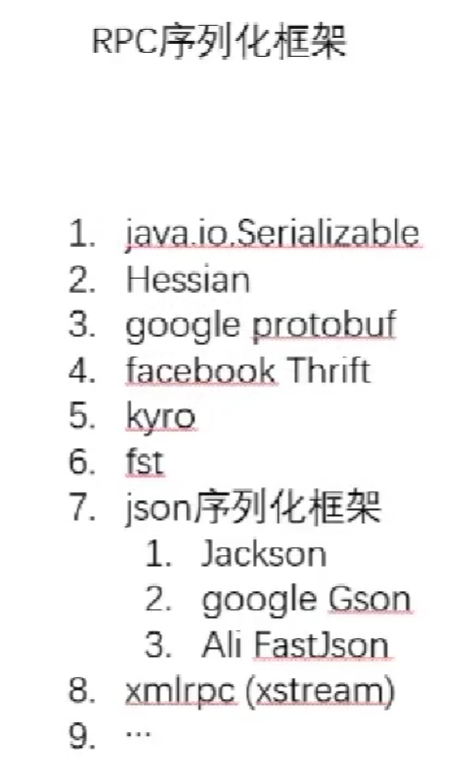 RPC序列化框架
1. java.io.Serializable
2. Hessian
3. google protobuf
4. facebook Thrift
5. kyro
6. fst
7. json序列化框架
1. Jackson
2. google Gson
3. Ali FastJson
8. xmlrpc (xstream)
9. ...